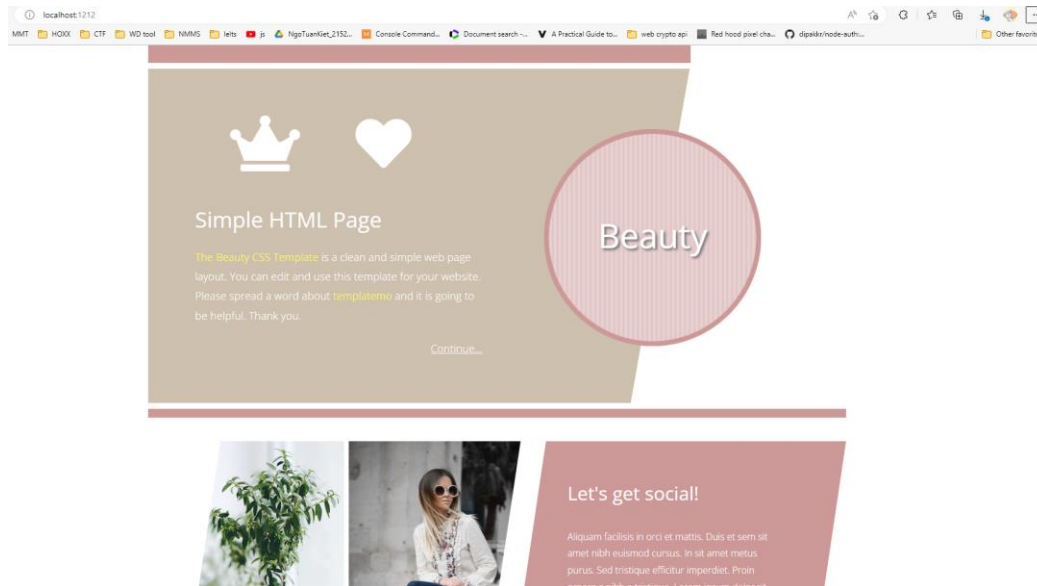 localhost:1212
MMT HOXX CTF WD tool NMMS Ielts js NgoTuanKiet_2152... Console Command... Document search -... A Practical Guide to... web crypto api Red hood pixel cha... dipakkr/node-auth:... Other favorit
Simple HTML Page
The Beauty CSS Template is a clean and simple web page
layout. You can edit and use this template for your website.
Please spread a word about templatemo and it is going to
be helpful. Thank you.
Continue...
Beauty
Let's get social!
Aliquam facilisis in orci et mattis. Duis et sem sit
amet nibh euismod cursus. In sit amet metus
purus. Sed tristique efficitur imperdiet. Proin